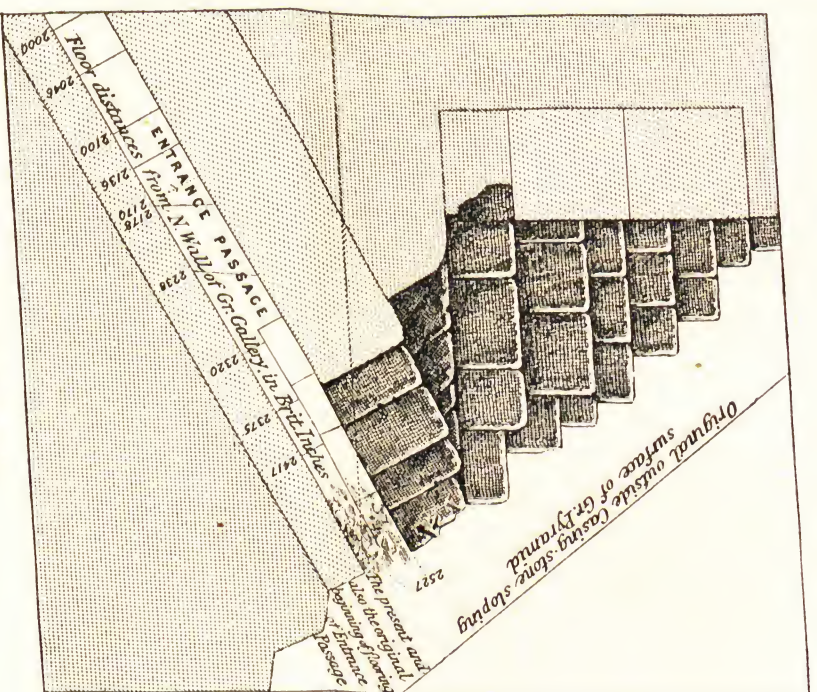 2000
2046
2100
2136
2170
2178
2238
2320
2375
2417
2527
Floor distances from N. Wall of Gr. Gallery in Brit. Inches
ENTRANCE PASSAGE
Original outside Casing-stone sloping
surface of Gr. Pyramid
The present and
also the original
beginning of flooring
of Entrance
Passage